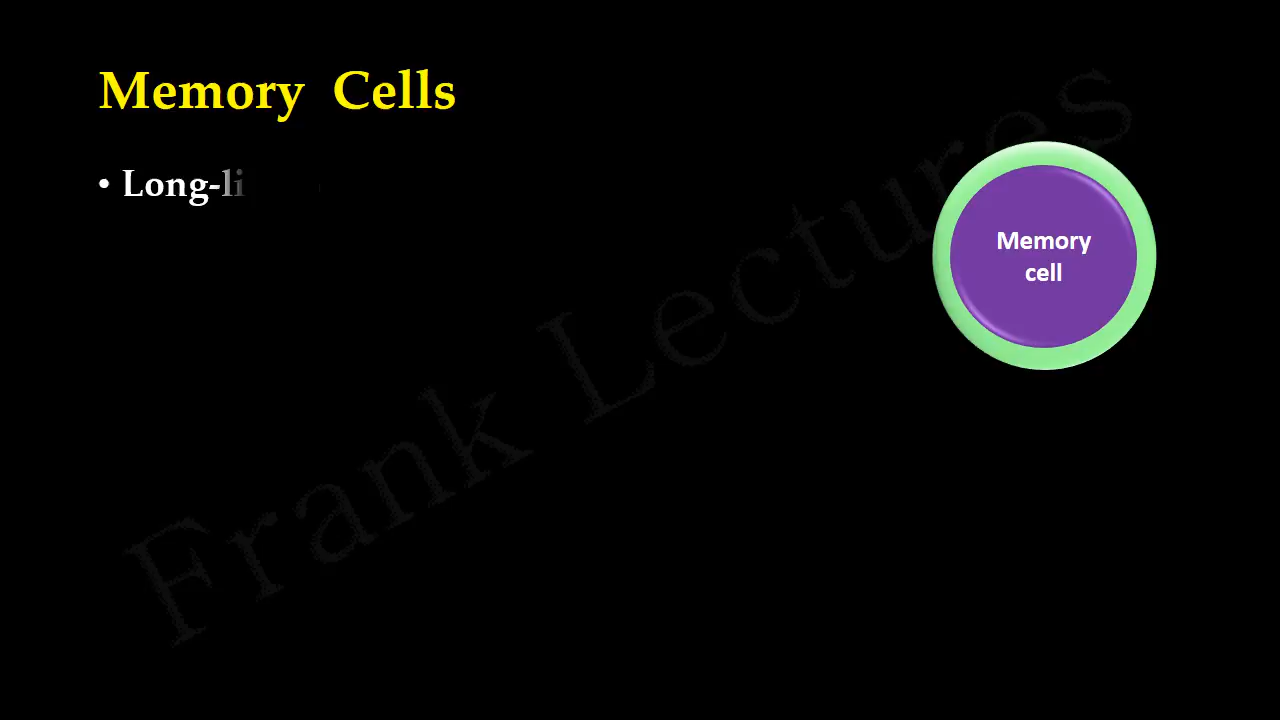 Memory Cells
• Long-li
Memory
cell
Frank Lectures